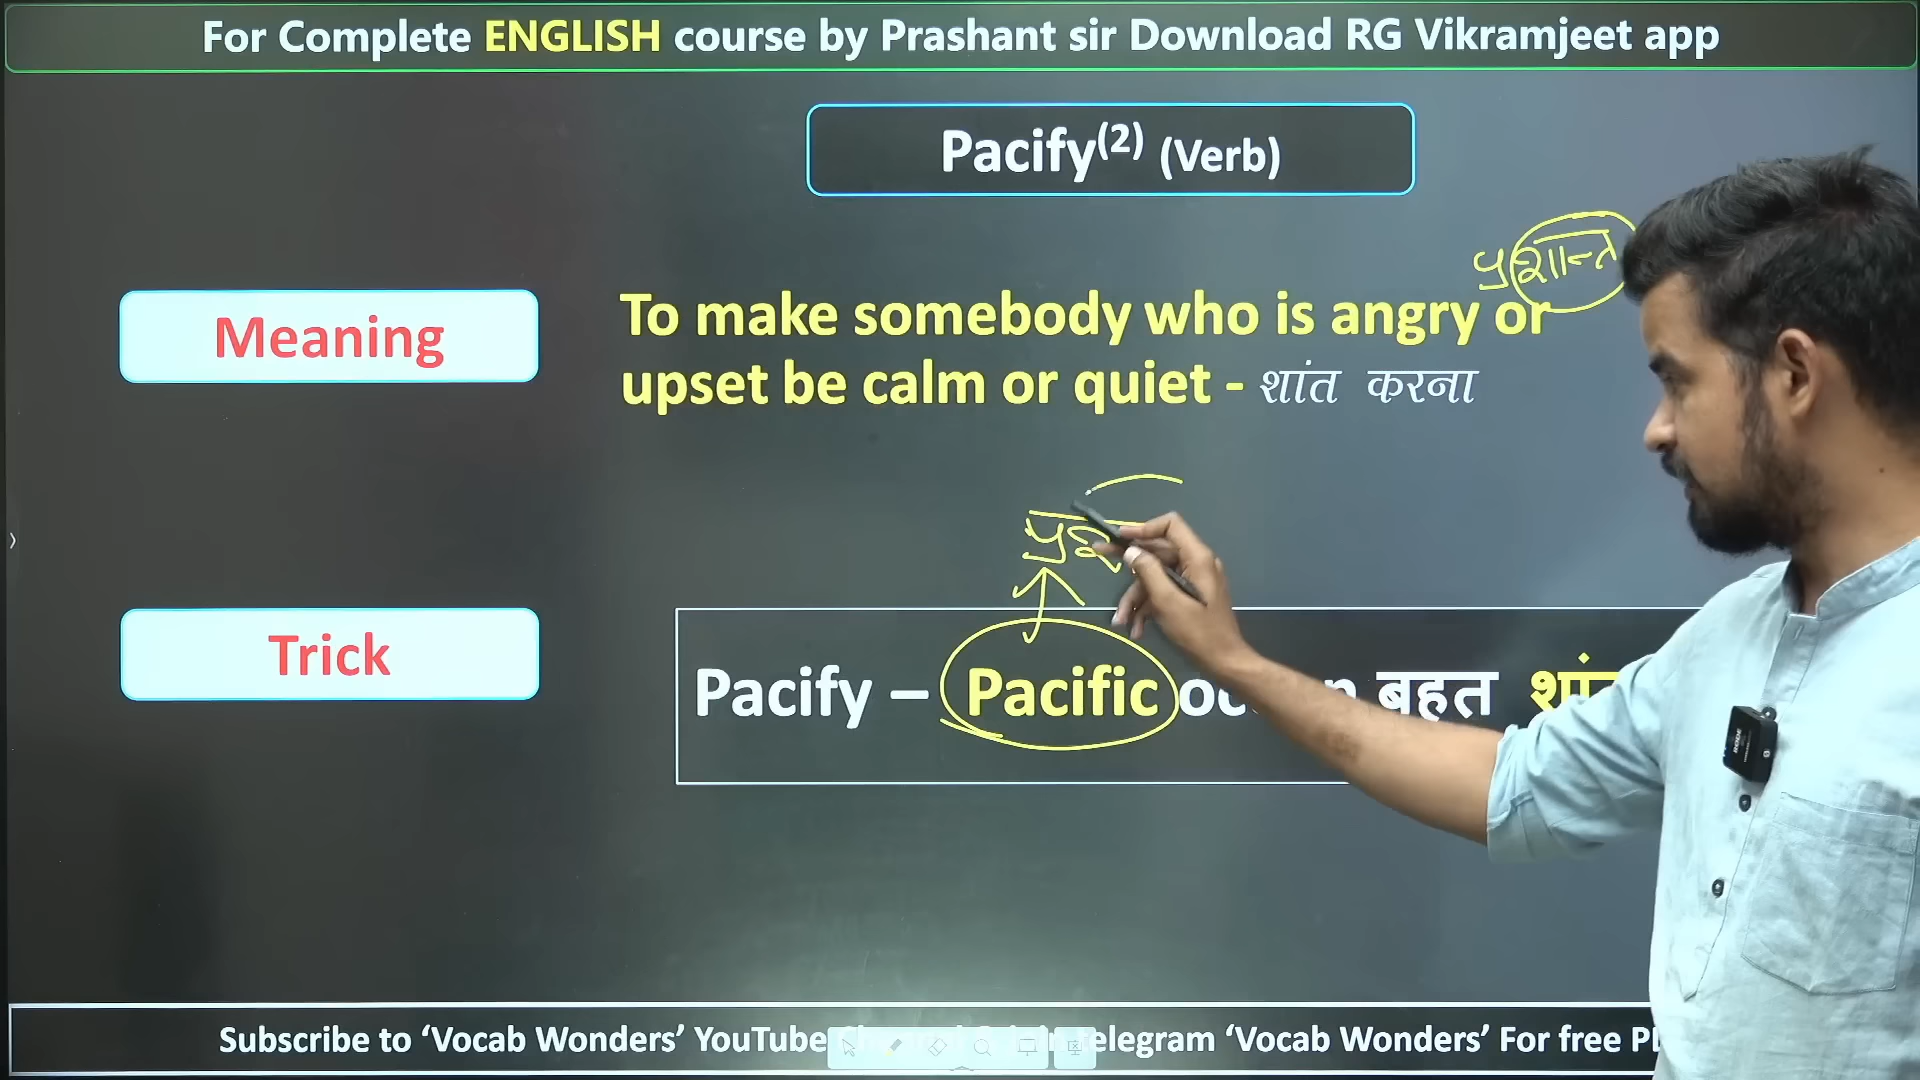 For Complete ENGLISH course by Prashant sir Download RG Vikramjeet app
Pacify(2) (Verb)
प्रशान्त
Meaning
To make somebody who is angry or
upset be calm or quiet - शांत करना
प्रश
Trick
Pacify – Pacific बहत शांत
Subscribe to ‘Vocab Wonders’ YouTube telegram ‘Vocab Wonders’ For free